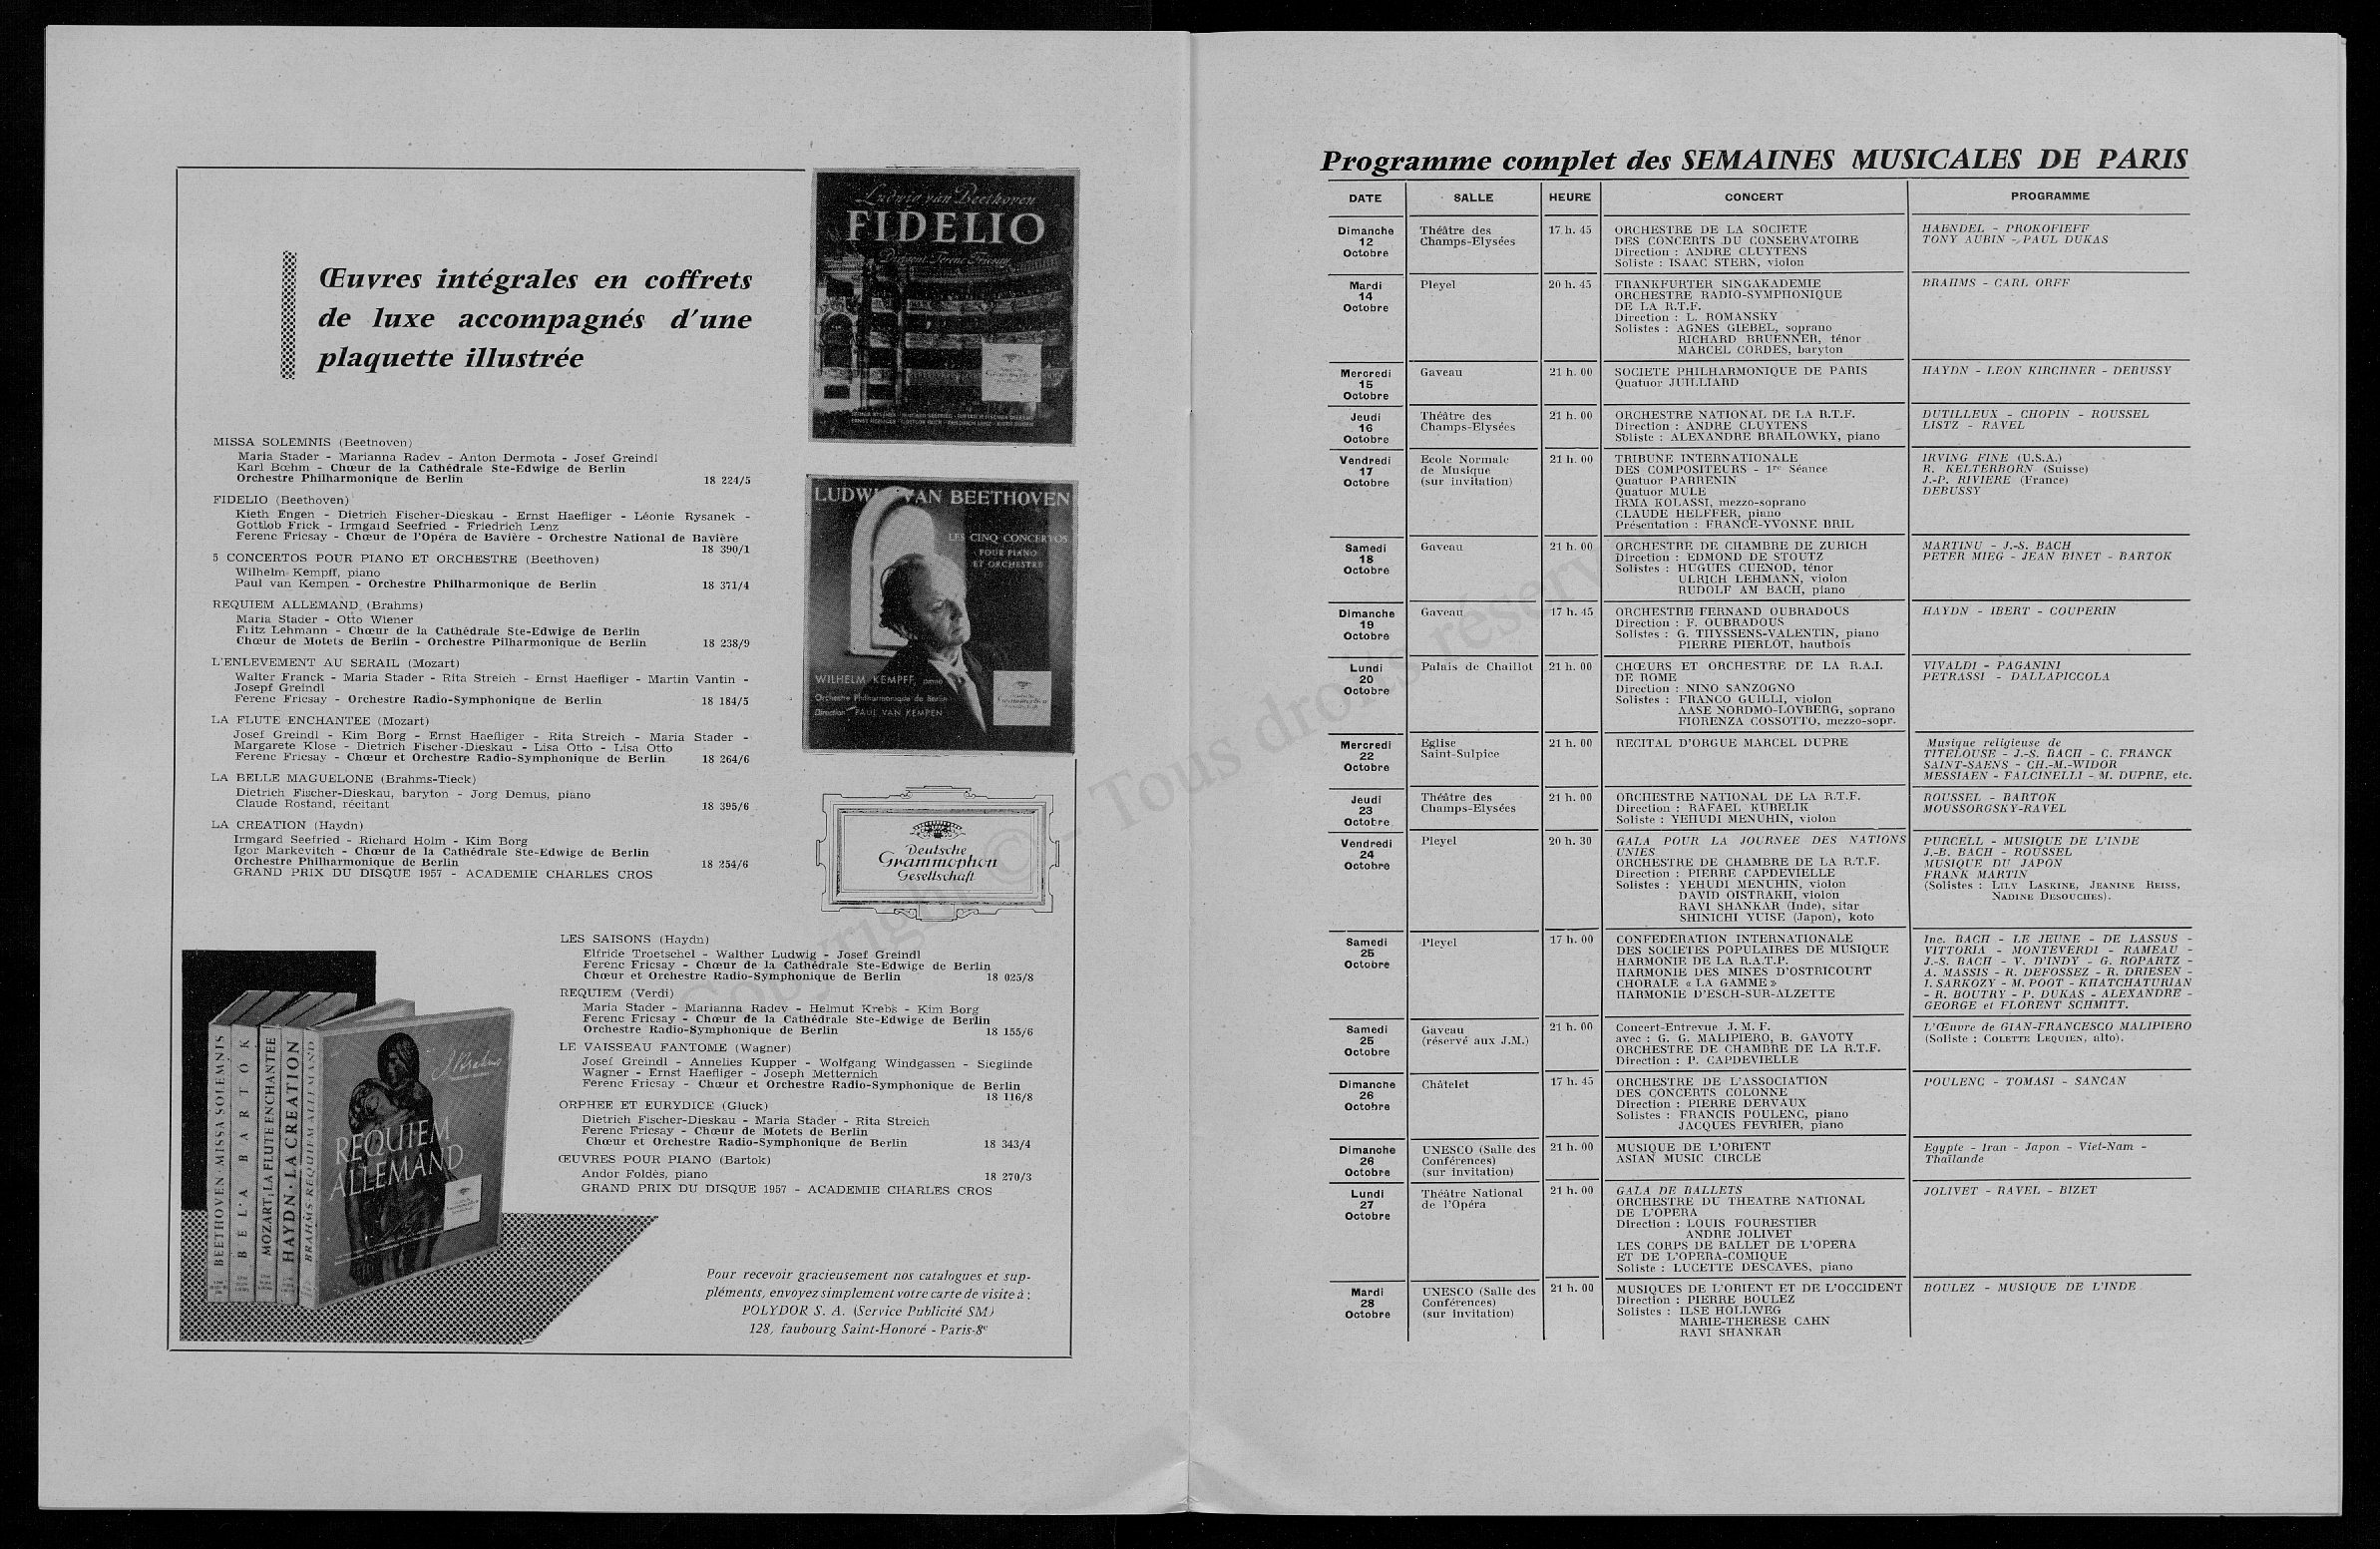 Œuvres intégrales en coffrets
de luxe accompagnés d'une
plaquette illustrée
MISSA SOLEMNIS (Beethoven)
Maria Stader - Marianna Radev - Anton Dermota - Josef Greindl
Karl Bœhm - Chœur de la Cathédrale Ste-Edwige de Berlin
Orchestre Philharmonique de Berlin 18 224/5
FIDELIO (Beethoven)
Kieth Engen - Dietrich Fischer-Dieskau - Ernst Haefliger - Léonie Rysanek -
Gottlob Frick - Irmgard Seefried - Friedrich Lenz
Ferenc Fricsay - Chœur de l'Opéra de Bavière - Orchestre National de Bavière
18 390/1
5 CONCERTOS POUR PIANO ET ORCHESTRE (Beethoven)
Wilhelm Kempff, piano
Paul van Kempen - Orchestre Philharmonique de Berlin 18 371/4
REQUIEM ALLEMAND (Brahms)
Maria Stader - Otto Wiener
Fritz Lehmann - Chœur de la Cathédrale Ste-Edwige de Berlin
Chœur de Motets de Berlin - Orchestre Pilharmonique de Berlin 18 238/9
L'ENLEVEMENT AU SERAIL (Mozart)
Walter Franck - Maria Stader - Rita Streich - Ernst Haefliger - Martin Vantin -
Josepf Greindl
Ferenc Fricsay - Orchestre Radio-Symphonique de Berlin 18 184/5
LA FLUTE ENCHANTEE (Mozart)
Josef Greindl - Kim Borg - Ernst Haefliger - Rita Streich - Maria Stader -
Margarete Klose - Dietrich Fischer-Dieskau - Lisa Otto - Lisa Otto
Ferenc Fricsay - Chœur et Orchestre Radio-Symphonique de Berlin 18 264/6
LA BELLE MAGUELONE (Brahms-Tieck)
Dietrich Fischer-Dieskau, baryton - Jorg Demus, piano
Claude Rostand, récitant 18 395/6
LA CREATION (Haydn)
Irmgard Seefried - Richard Holm - Kim Borg
Igor Markevitch - Chœur de la Cathédrale Ste-Edwige de Berlin
Orchestre Philharmonique de Berlin 18 254/6
GRAND PRIX DU DISQUE 1957 - ACADEMIE CHARLES CROS
Ludwig van Beethoven
FIDELIO
Dirigent: Ferenc Fricsay
LUDWIG VAN BEETHOVEN
LES CINQ CONCERTOS
POUR PIANO
ET ORCHESTRE
WILHELM KEMPFF, piano
Orchestre Philharmonique de Berlin
Direction: PAUL VAN KEMPEN
Deutsche
Grammophon
Gesellschaft
LES SAISONS (Haydn)
Elfride Troetschel - Walther Ludwig - Josef Greindl
Ferenc Fricsay - Chœur de la Cathédrale Ste-Edwige de Berlin
Chœur et Orchestre Radio-Symphonique de Berlin 18 025/8
REQUIEM (Verdi)
Maria Stader - Marianna Radev - Helmut Krebs - Kim Borg
Ferenc Fricsay - Chœur de la Cathédrale Ste-Edwige de Berlin
Orchestre Radio-Symphonique de Berlin 18 155/6
LE VAISSEAU FANTOME (Wagner)
Josef Greindl - Annelies Kupper - Wolfgang Windgassen - Sieglinde
Wagner - Ernst Haefliger - Joseph Metternich
Ferenc Fricsay - Chœur et Orchestre Radio-Symphonique de Berlin
18 116/8
ORPHEE ET EURYDICE (Gluck)
Dietrich Fischer-Dieskau - Maria Stader - Rita Streich
Ferenc Fricsay - Chœur de Motets de Berlin
Chœur et Orchestre Radio-Symphonique de Berlin 18 343/4
ŒUVRES POUR PIANO (Bartok)
Andor Foldès, piano 18 270/3
GRAND PRIX DU DISQUE 1957 - ACADEMIE CHARLES CROS
BEETHOVEN · MISSA SOLEMNIS
BELA BARTOK
MOZART: LA FLUTE ENCHANTEE
HAYDN · LA CREATION
BRAHMS · REQUIEM ALLEMAND
J. Brahms
REQUIEM
ALLEMAND
Pour recevoir gracieusement nos catalogues et sup-
pléments, envoyez simplement votre carte de visite à :
POLYDOR S. A. (Service Publicité SM)
128, faubourg Saint-Honoré - Paris-8e
Programme complet des SEMAINES MUSICALES DE PARIS
DATE SALLE HEURE CONCERT PROGRAMME
Dimanche Théâtre des 17 h. 45 ORCHESTRE DE LA SOCIETE HAENDEL - PROKOFIEFF
12 Champs-Elysées DES CONCERTS DU CONSERVATOIRE TONY AUBIN - PAUL DUKAS
Octobre Direction : ANDRE CLUYTENS
Soliste : ISAAC STERN, violon
Mardi Pleyel 20 h. 45 FRANKFURTER SINGAKADEMIE BRAHMS - CARL ORFF
14 ORCHESTRE RADIO-SYMPHONIQUE
Octobre DE LA R.T.F.
Direction : L. ROMANSKY
Solistes : AGNES GIEBEL, soprano
RICHARD BRUENNER, ténor
MARCEL CORDES, baryton
Mercredi Gaveau 21 h. 00 SOCIETE PHILHARMONIQUE DE PARIS HAYDN - LEON KIRCHNER - DEBUSSY
15 Quatuor JUILLIARD
Octobre
Jeudi Théâtre des 21 h. 00 ORCHESTRE NATIONAL DE LA R.T.F. DUTILLEUX - CHOPIN - ROUSSEL
16 Champs-Elysées Direction : ANDRE CLUYTENS LISTZ - RAVEL
Octobre Soliste : ALEXANDRE BRAILOWKY, piano
Vendredi Ecole Normale 21 h. 00 TRIBUNE INTERNATIONALE IRVING FINE (U.S.A.)
17 de Musique DES COMPOSITEURS - 1re Séance R. KELTERBORN (Suisse)
Octobre (sur invitation) Quatuor PARRENIN J.-P. RIVIERE (France)
Quatuor MULE DEBUSSY
IRMA KOLASSI, mezzo-soprano
CLAUDE HELFFER, piano
Présentation : FRANCE-YVONNE BRIL
Samedi Gaveau 21 h. 00 ORCHESTRE DE CHAMBRE DE ZURICH MARTINU - J.-S. BACH
18 Direction : EDMOND DE STOUTZ PETER MIEG - JEAN BINET - BARTOK
Octobre Solistes : HUGUES CUENOD, ténor
ULRICH LEHMANN, violon
RUDOLF AM BACH, piano
Dimanche Gaveau 17 h. 45 ORCHESTRE FERNAND OUBRADOUS HAYDN - IBERT - COUPERIN
19 Direction : F. OUBRADOUS
Octobre Solistes : G. THYSSENS-VALENTIN, piano
PIERRE PIERLOT, hautbois
Lundi Palais de Chaillot 21 h. 00 CHŒURS ET ORCHESTRE DE LA R.A.I. VIVALDI - PAGANINI
20 DE ROME PETRASSI - DALLAPICCOLA
Octobre Direction : NINO SANZOGNO
Solistes : FRANCO GUILLI, violon
AASE NORDMO-LOVBERG, soprano
FIORENZA COSSOTTO, mezzo-sopr.
Mercredi Eglise 21 h. 00 RECITAL D'ORGUE MARCEL DUPRE Musique religieuse de
22 Saint-Sulpice TITELOUSE - J.-S. BACH - C. FRANCK
Octobre SAINT-SAENS - CH.-M.-WIDOR
MESSIAEN - FALCINELLI - M. DUPRE, etc.
Jeudi Théâtre des 21 h. 00 ORCHESTRE NATIONAL DE LA R.T.F. ROUSSEL - BARTOK
23 Champs-Elysées Direction : RAFAEL KUBELIK MOUSSORGSKY-RAVEL
Octobre Soliste : YEHUDI MENUHIN, violon
Vendredi Pleyel 20 h. 30 GALA POUR LA JOURNEE DES NATIONS PURCELL - MUSIQUE DE L'INDE
24 UNIES J.-B. BACH - ROUSSEL
Octobre ORCHESTRE DE CHAMBRE DE LA R.T.F. MUSIQUE DU JAPON
Direction : PIERRE CAPDEVIELLE FRANK MARTIN
Solistes : YEHUDI MENUHIN, violon (Solistes : LILY LASKINE, JEANINE REISS,
DAVID OISTRAKH, violon NADINE DESOUCHES).
RAVI SHANKAR (Inde), sitar
SHINICHI YUISE (Japon), koto
Samedi Pleyel 17 h. 00 CONFEDERATION INTERNATIONALE Inc. BACH - LE JEUNE - DE LASSUS -
25 DES SOCIETES POPULAIRES DE MUSIQUE VITTORIA - MONTEVERDI - RAMEAU -
Octobre HARMONIE DE LA R.A.T.P. J.-S. BACH - V. D'INDY - G. ROPARTZ -
HARMONIE DES MINES D'OSTRICOURT A. MASSIS - R. DEFOSSEZ - R. DRIESEN -
CHORALE « LA GAMME » I. SARKOZY - M. POOT - KHATCHATURIAN
HARMONIE D'ESCH-SUR-ALZETTE - R. BOUTRY - P. DUKAS - ALEXANDRE -
GEORGE et FLORENT SCHMITT.
Samedi Gaveau 21 h. 00 Concert-Entrevue J. M. F. L'Œuvre de GIAN-FRANCESCO MALIPIERO
25 (réservé aux J.M.) avec : G. G. MALIPIERO, B. GAVOTY (Soliste : COLETTE LEQUIEN, alto).
Octobre ORCHESTRE DE CHAMBRE DE LA R.T.F.
Direction : P. CAPDEVIELLE
Dimanche Châtelet 17 h. 45 ORCHESTRE DE L'ASSOCIATION POULENC - TOMASI - SANCAN
26 DES CONCERTS COLONNE
Octobre Direction : PIERRE DERVAUX
Solistes : FRANCIS POULENC, piano
JACQUES FEVRIER, piano
Dimanche UNESCO (Salle des 21 h. 00 MUSIQUE DE L'ORIENT Egypte - Iran - Japon - Viet-Nam -
26 Conférences) ASIAN MUSIC CIRCLE Thaïlande
Octobre (sur invitation)
Lundi Théâtre National 21 h. 00 GALA DE BALLETS JOLIVET - RAVEL - BIZET
27 de l'Opéra ORCHESTRE DU THEATRE NATIONAL
Octobre DE L'OPERA
Direction : LOUIS FOURESTIER
ANDRE JOLIVET
LES CORPS DE BALLET DE L'OPERA
ET DE L'OPERA-COMIQUE
Soliste : LUCETTE DESCAVES, piano
Mardi UNESCO (Salle des 21 h. 00 MUSIQUES DE L'ORIENT ET DE L'OCCIDENT BOULEZ - MUSIQUE DE L'INDE
28 Conférences) Direction : PIERRE BOULEZ
Octobre (sur invitation) Solistes : ILSE HOLLWEG
MARIE-THERESE CAHN
RAVI SHANKAR
Copyright © - Tous droits réservés